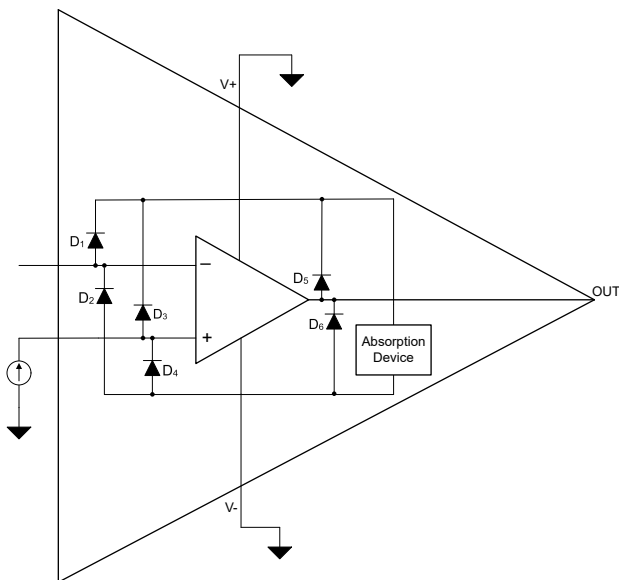 V+
D1
D2
D3
D4
−
+
D5
D6
OUT
Absorption
Device
V-